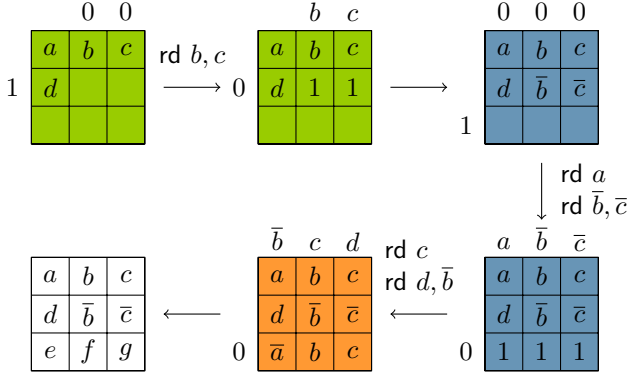 0 0
a b c
1 d
rd b, c
b c
a b c
0 d 1 1
0 0 0
a b c
d b̅ c̅
1
rd a
rd b̅, c̅
a b̅ c̅
a b c
d b̅ c̅
0 1 1 1
rd c
rd d, b̅
b̅ c d
a b c
d b̅ c̅
0 a̅ b c
a b c
d b̅ c̅
e f g